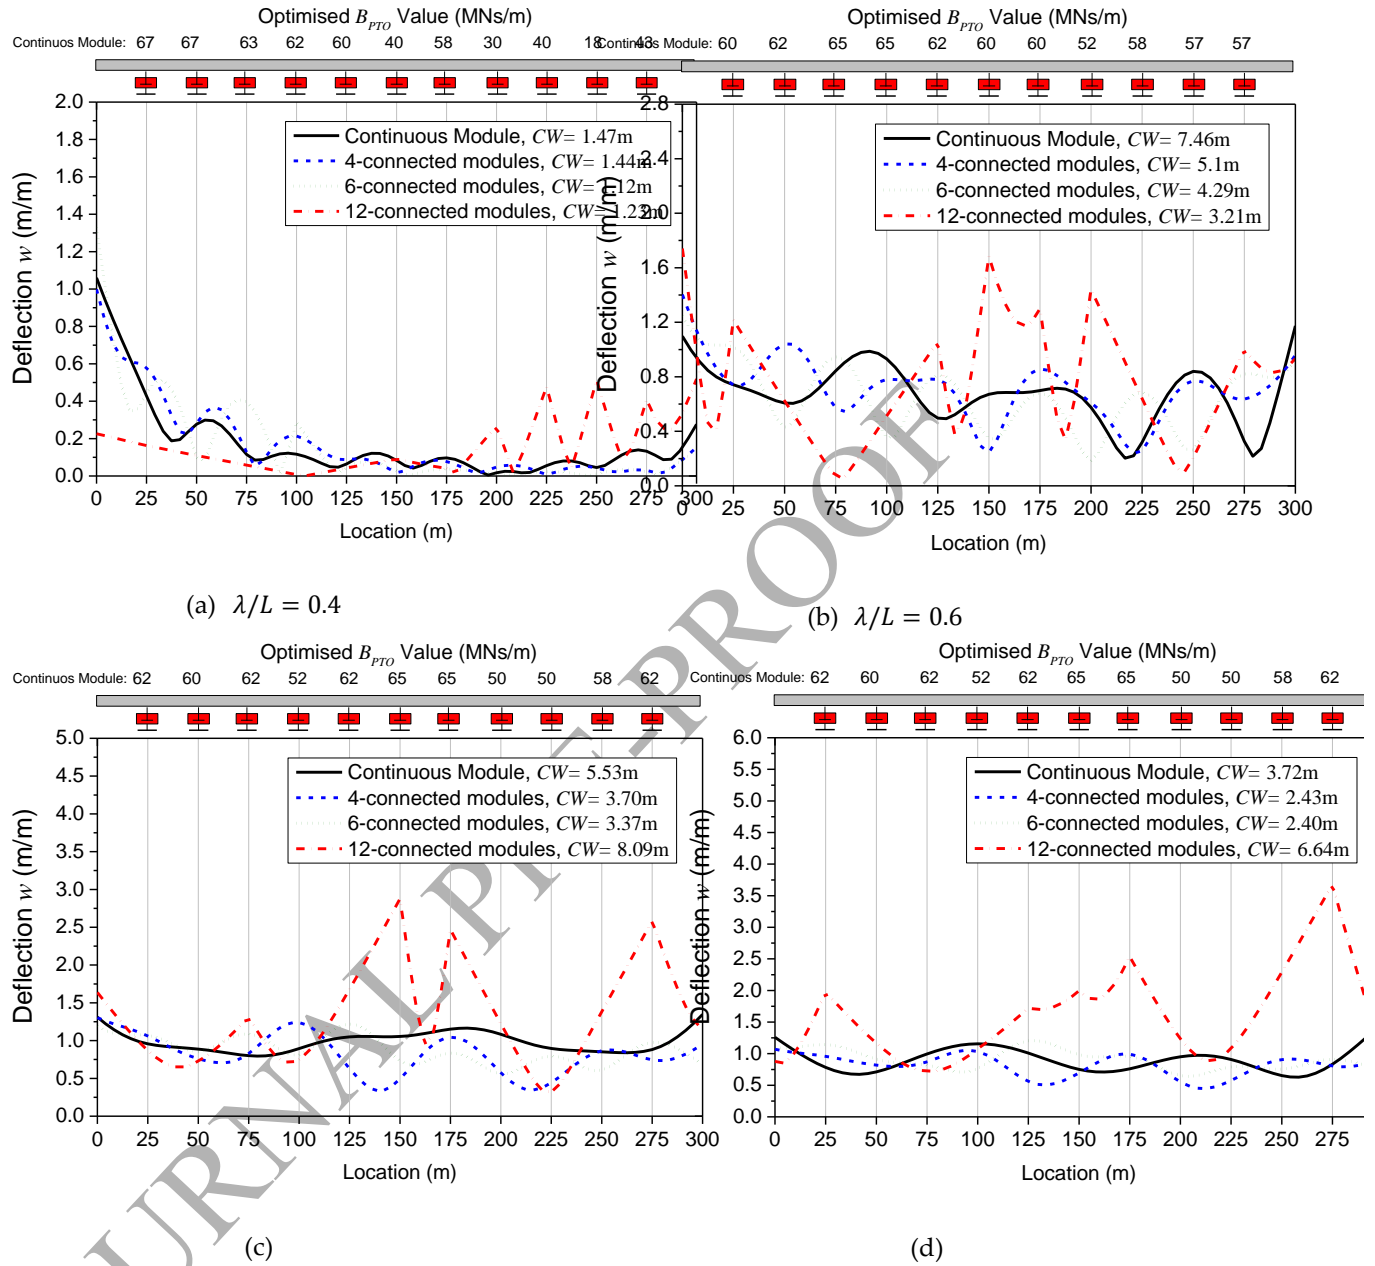 Optimised B_PTO Value (MNs/m)
Continuos Module: 67 67 63 62 60 40 58 30 40 18 43
2.0
1.8
1.6
1.4
1.2
1.0
0.8
0.6
0.4
0.2
0.0
Deflection w (m/m)
Continuous Module, CW= 1.47m
4-connected modules, CW= 1.44m
6-connected modules, CW= 1.12m
12-connected modules, CW= 1.23m
0 25 50 75 100 125 150 175 200 225 250 275 300
Location (m)
(a) λ/L = 0.4
Optimised B_PTO Value (MNs/m)
Continuos Module: 60 62 65 65 62 60 60 52 58 57 57
2.8
2.4
2.0
1.6
1.2
0.8
0.4
0.0
Deflection w (m/m)
Continuous Module, CW= 7.46m
4-connected modules, CW= 5.1m
6-connected modules, CW= 4.29m
12-connected modules, CW= 3.21m
0 25 50 75 100 125 150 175 200 225 250 275 300
Location (m)
(b) λ/L = 0.6
Optimised B_PTO Value (MNs/m)
Continuos Module: 62 60 62 52 62 65 65 50 50 58 62
5.0
4.5
4.0
3.5
3.0
2.5
2.0
1.5
1.0
0.5
0.0
Deflection w (m/m)
Continuous Module, CW= 5.53m
4-connected modules, CW= 3.70m
6-connected modules, CW= 3.37m
12-connected modules, CW= 8.09m
0 25 50 75 100 125 150 175 200 225 250 275 300
Location (m)
(c)
Optimised B_PTO Value (MNs/m)
Continuos Module: 62 60 62 52 62 65 65 50 50 58 62
6.0
5.5
5.0
4.5
4.0
3.5
3.0
2.5
2.0
1.5
1.0
0.5
0.0
Deflection w (m/m)
Continuous Module, CW= 3.72m
4-connected modules, CW= 2.43m
6-connected modules, CW= 2.40m
12-connected modules, CW= 6.64m
0 25 50 75 100 125 150 175 200 225 250 275
Location (m)
(d)
URNAL PRE-PROOF